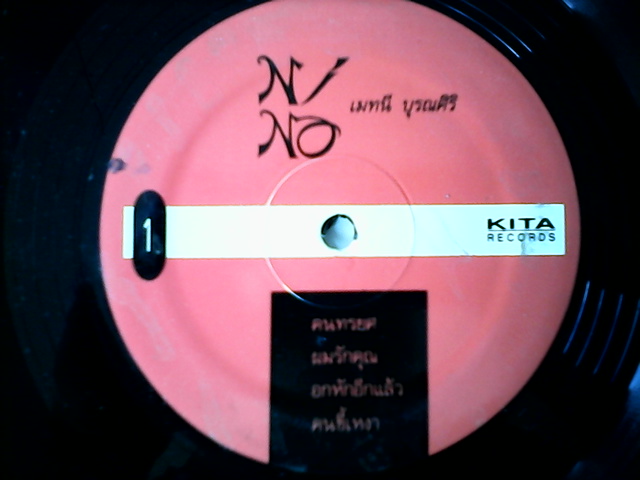 Ni
No
เมทนี บูรณศิริ
1
KITA
RECORDS
คนทรยศ
ผมรักคุณ
อกหักอีกแล้ว
คนขี้เหงา